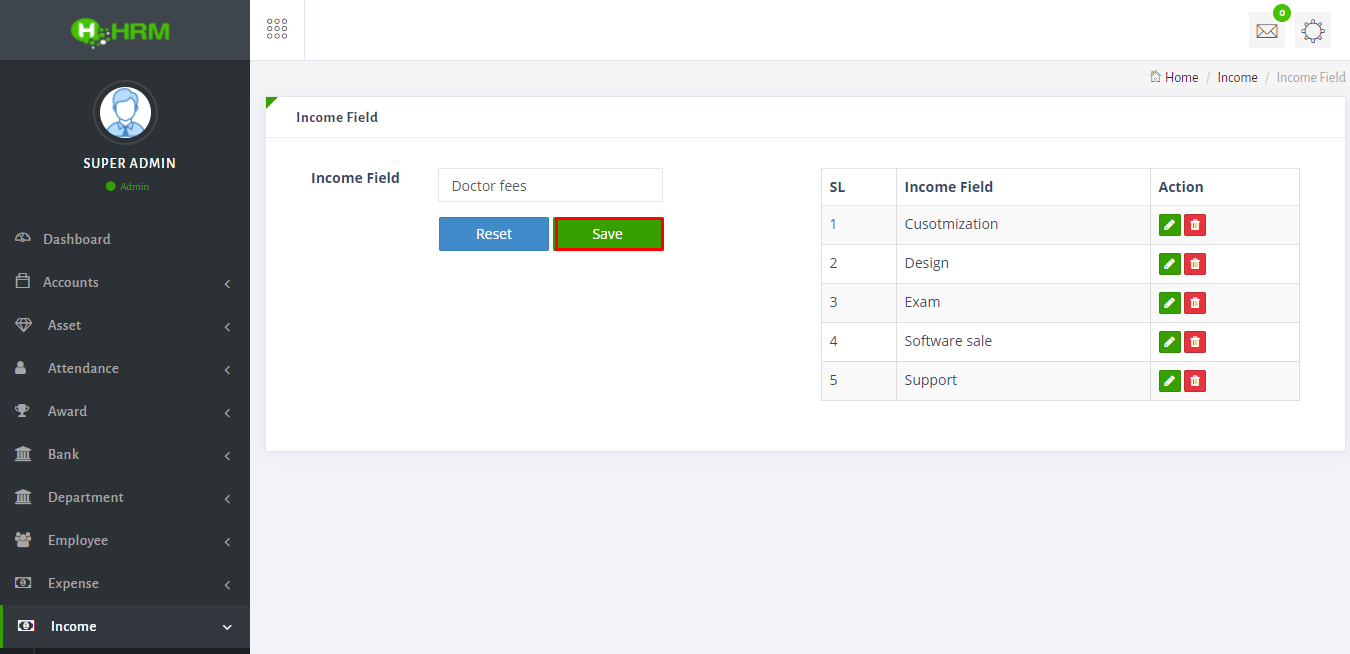 HRM
0
Home / Income / Income Field
SUPER ADMIN
Admin
Dashboard
Accounts
Asset
Attendance
Award
Bank
Department
Employee
Expense
Income
Income Field
Income Field
Doctor fees
Reset Save
SL Income Field Action
1 Cusotmization
2 Design
3 Exam
4 Software sale
5 Support